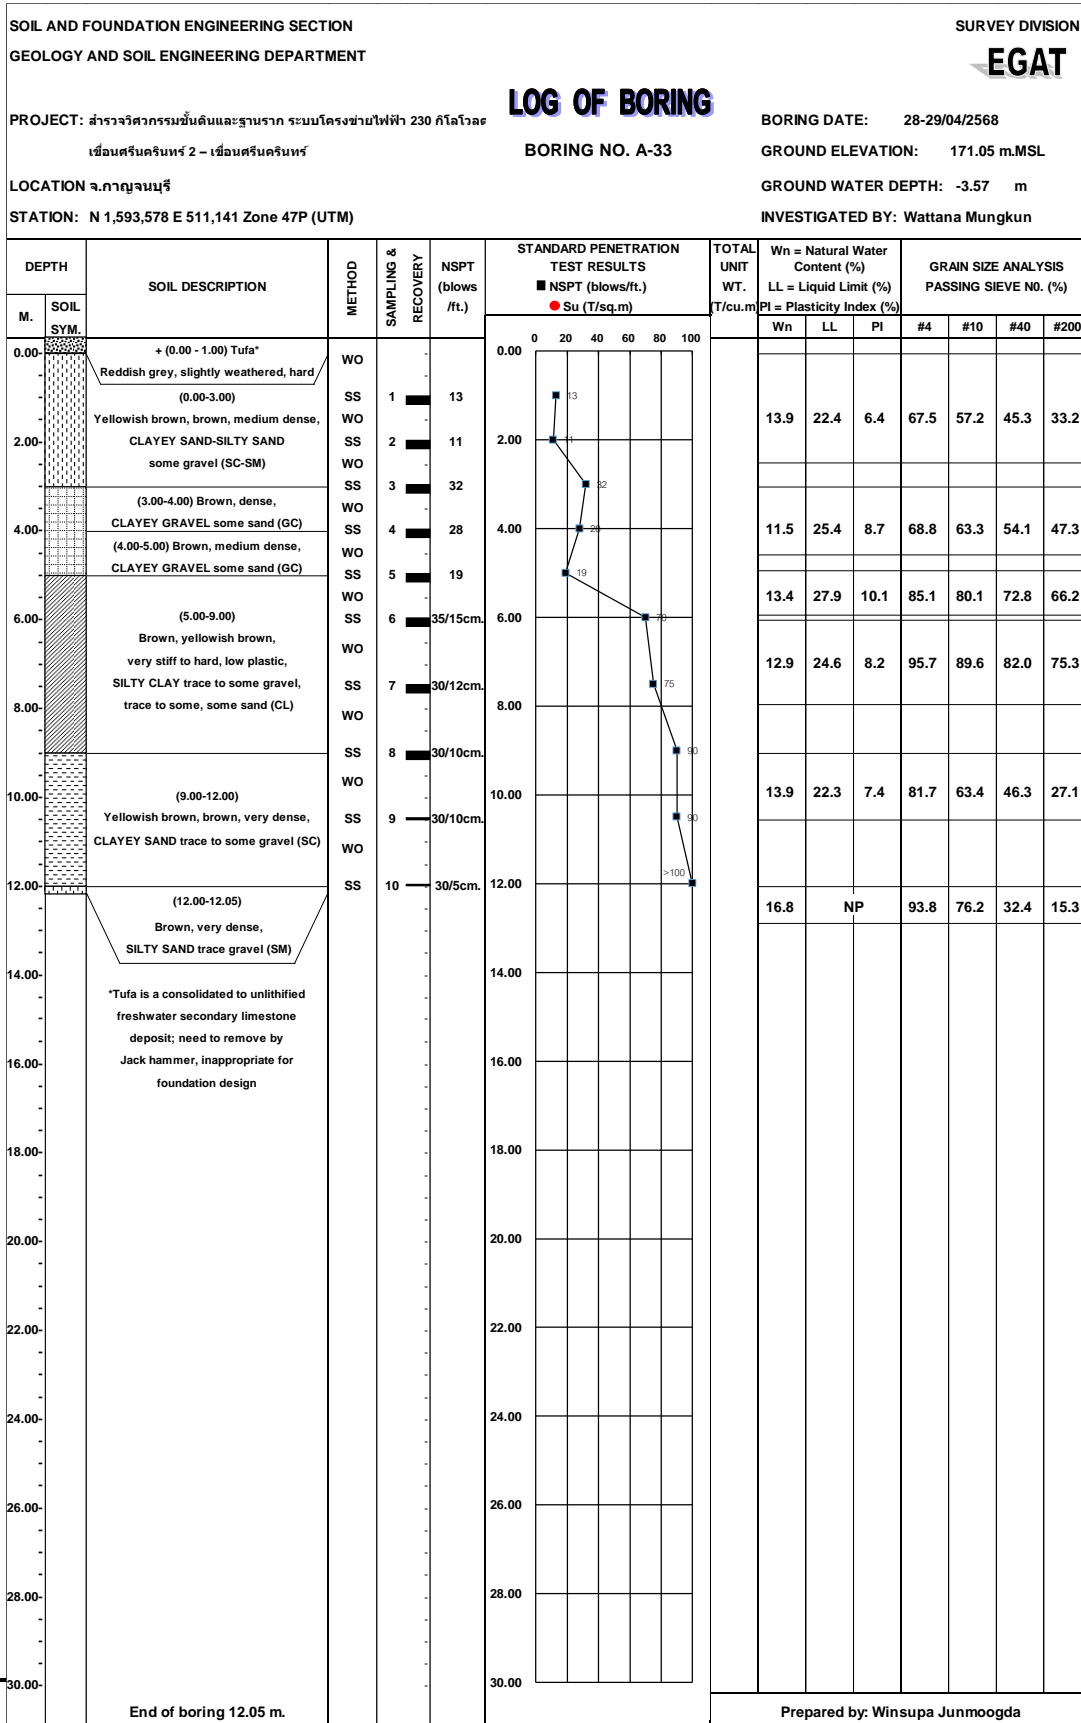 SOIL AND FOUNDATION ENGINEERING SECTION
SURVEY DIVISION
GEOLOGY AND SOIL ENGINEERING DEPARTMENT
EGAT
LOG OF BORING
PROJECT: สำรวจวิศวกรรมชั้นดินและฐานราก ระบบโครงข่ายไฟฟ้า 230 กิโลโวลต
BORING DATE: 28-29/04/2568
เขื่อนศรีนครินทร์ 2 – เขื่อนศรีนครินทร์
BORING NO. A-33
GROUND ELEVATION: 171.05 m.MSL
LOCATION จ.กาญจนบุรี
GROUND WATER DEPTH: -3.57 m
STATION: N 1,593,578 E 511,141 Zone 47P (UTM)
INVESTIGATED BY: Wattana Mungkun
DEPTH
M.
SOIL
SYM.
SOIL DESCRIPTION
METHOD
SAMPLING &
RECOVERY
NSPT
(blows
/ft.)
STANDARD PENETRATION
TEST RESULTS
NSPT (blows/ft.)
Su (T/sq.m)
0 20 40 60 80 100
TOTAL
UNIT
WT.
(T/cu.m)
Wn = Natural Water
Content (%)
LL = Liquid Limit (%)
PI = Plasticity Index (%)
Wn LL PI
GRAIN SIZE ANALYSIS
PASSING SIEVE N0. (%)
#4 #10 #40 #200
0.00-
2.00-
4.00-
6.00-
8.00-
10.00-
12.00-
14.00-
16.00-
18.00-
20.00-
22.00-
24.00-
26.00-
28.00-
30.00-
+ (0.00 - 1.00) Tufa*
Reddish grey, slightly weathered, hard
(0.00-3.00)
Yellowish brown, brown, medium dense,
CLAYEY SAND-SILTY SAND
some gravel (SC-SM)
(3.00-4.00) Brown, dense,
CLAYEY GRAVEL some sand (GC)
(4.00-5.00) Brown, medium dense,
CLAYEY GRAVEL some sand (GC)
(5.00-9.00)
Brown, yellowish brown,
very stiff to hard, low plastic,
SILTY CLAY trace to some gravel,
trace to some, some sand (CL)
(9.00-12.00)
Yellowish brown, brown, very dense,
CLAYEY SAND trace to some gravel (SC)
(12.00-12.05)
Brown, very dense,
SILTY SAND trace gravel (SM)
*Tufa is a consolidated to unlithified
freshwater secondary limestone
deposit; need to remove by
Jack hammer, inappropriate for
foundation design
WO
SS 1 13
WO
SS 2 11
WO
SS 3 32
WO
SS 4 28
WO
SS 5 19
WO
SS 6 35/15cm.
WO
SS 7 30/12cm.
WO
SS 8 30/10cm.
WO
SS 9 30/10cm.
WO
SS 10 30/5cm.
0.00
2.00
4.00
6.00
8.00
10.00
12.00
14.00
16.00
18.00
20.00
22.00
24.00
26.00
28.00
30.00
13
11
32
28
19
70
75
90
90
>100
13.9 22.4 6.4 67.5 57.2 45.3 33.2
11.5 25.4 8.7 68.8 63.3 54.1 47.3
13.4 27.9 10.1 85.1 80.1 72.8 66.2
12.9 24.6 8.2 95.7 89.6 82.0 75.3
13.9 22.3 7.4 81.7 63.4 46.3 27.1
16.8 NP 93.8 76.2 32.4 15.3
End of boring 12.05 m.
Prepared by: Winsupa Junmoogda